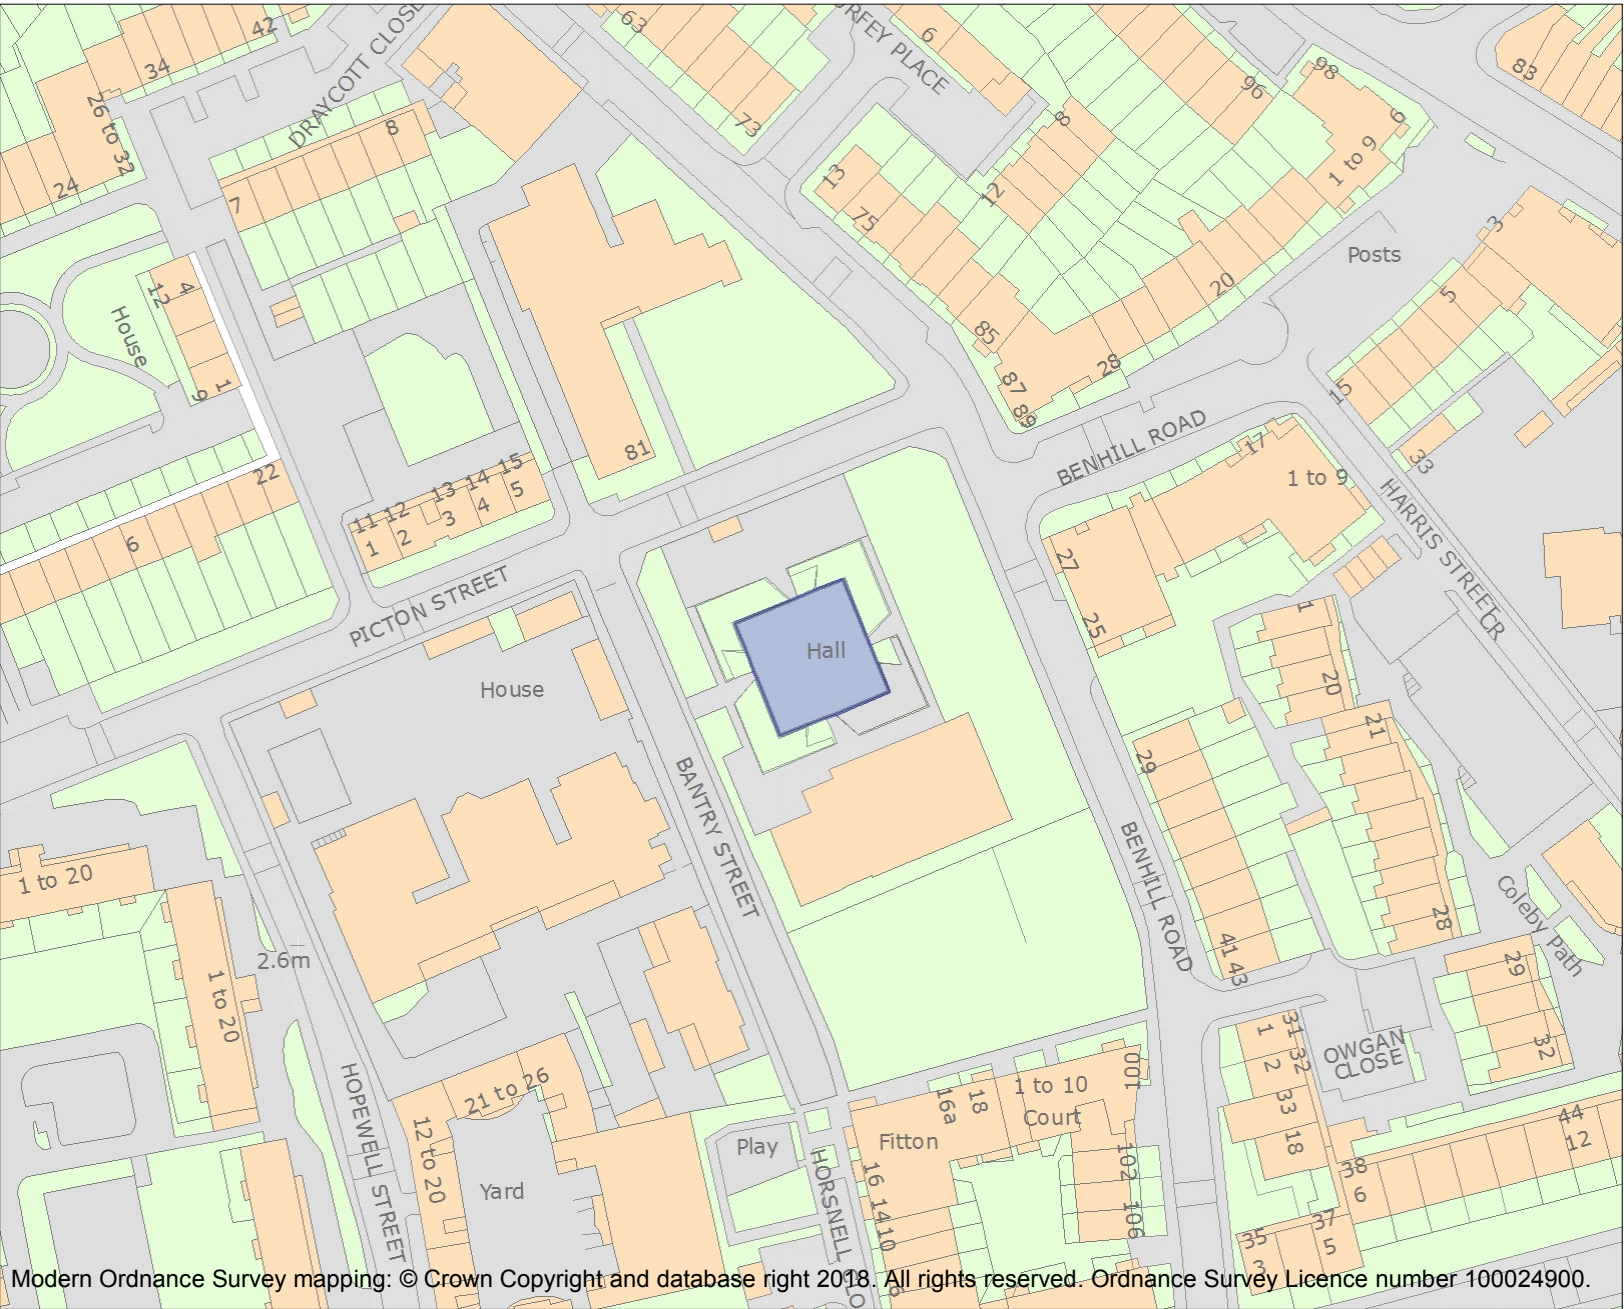 42
34
26 to 32
24
DRAYCOTT CLOSE
8
7
63
73
6
8
12
13
75
85
87
89
96
98
6
1 to 9
83
3
Posts
20
28
5
15
33
4
12
House
1
9
22
6
81
11 12 13 14 15
1 2 3 4 5
PICTON STREET
BENHILL ROAD
17
1 to 9
HARRIS STREET
27
25
Hall
House
1
20
21
29
BANTRY STREET
BENHILL ROAD
28
41 43
Coleby Path
29
32
1 to 20
1 to 20
2.6m
HOPEWELL STREET
21 to 26
12 to 20
Yard
Play
HORSNELL CLO
16a
18
1 to 10
Court
100
Fitton
16
14
10
102
106
OWGAN
CLOSE
1
31
2
32
33
18
38
6
44
12
35
3
37
5
Modern Ordnance Survey mapping: © Crown Copyright and database right 2018. All rights reserved. Ordnance Survey Licence number 100024900.